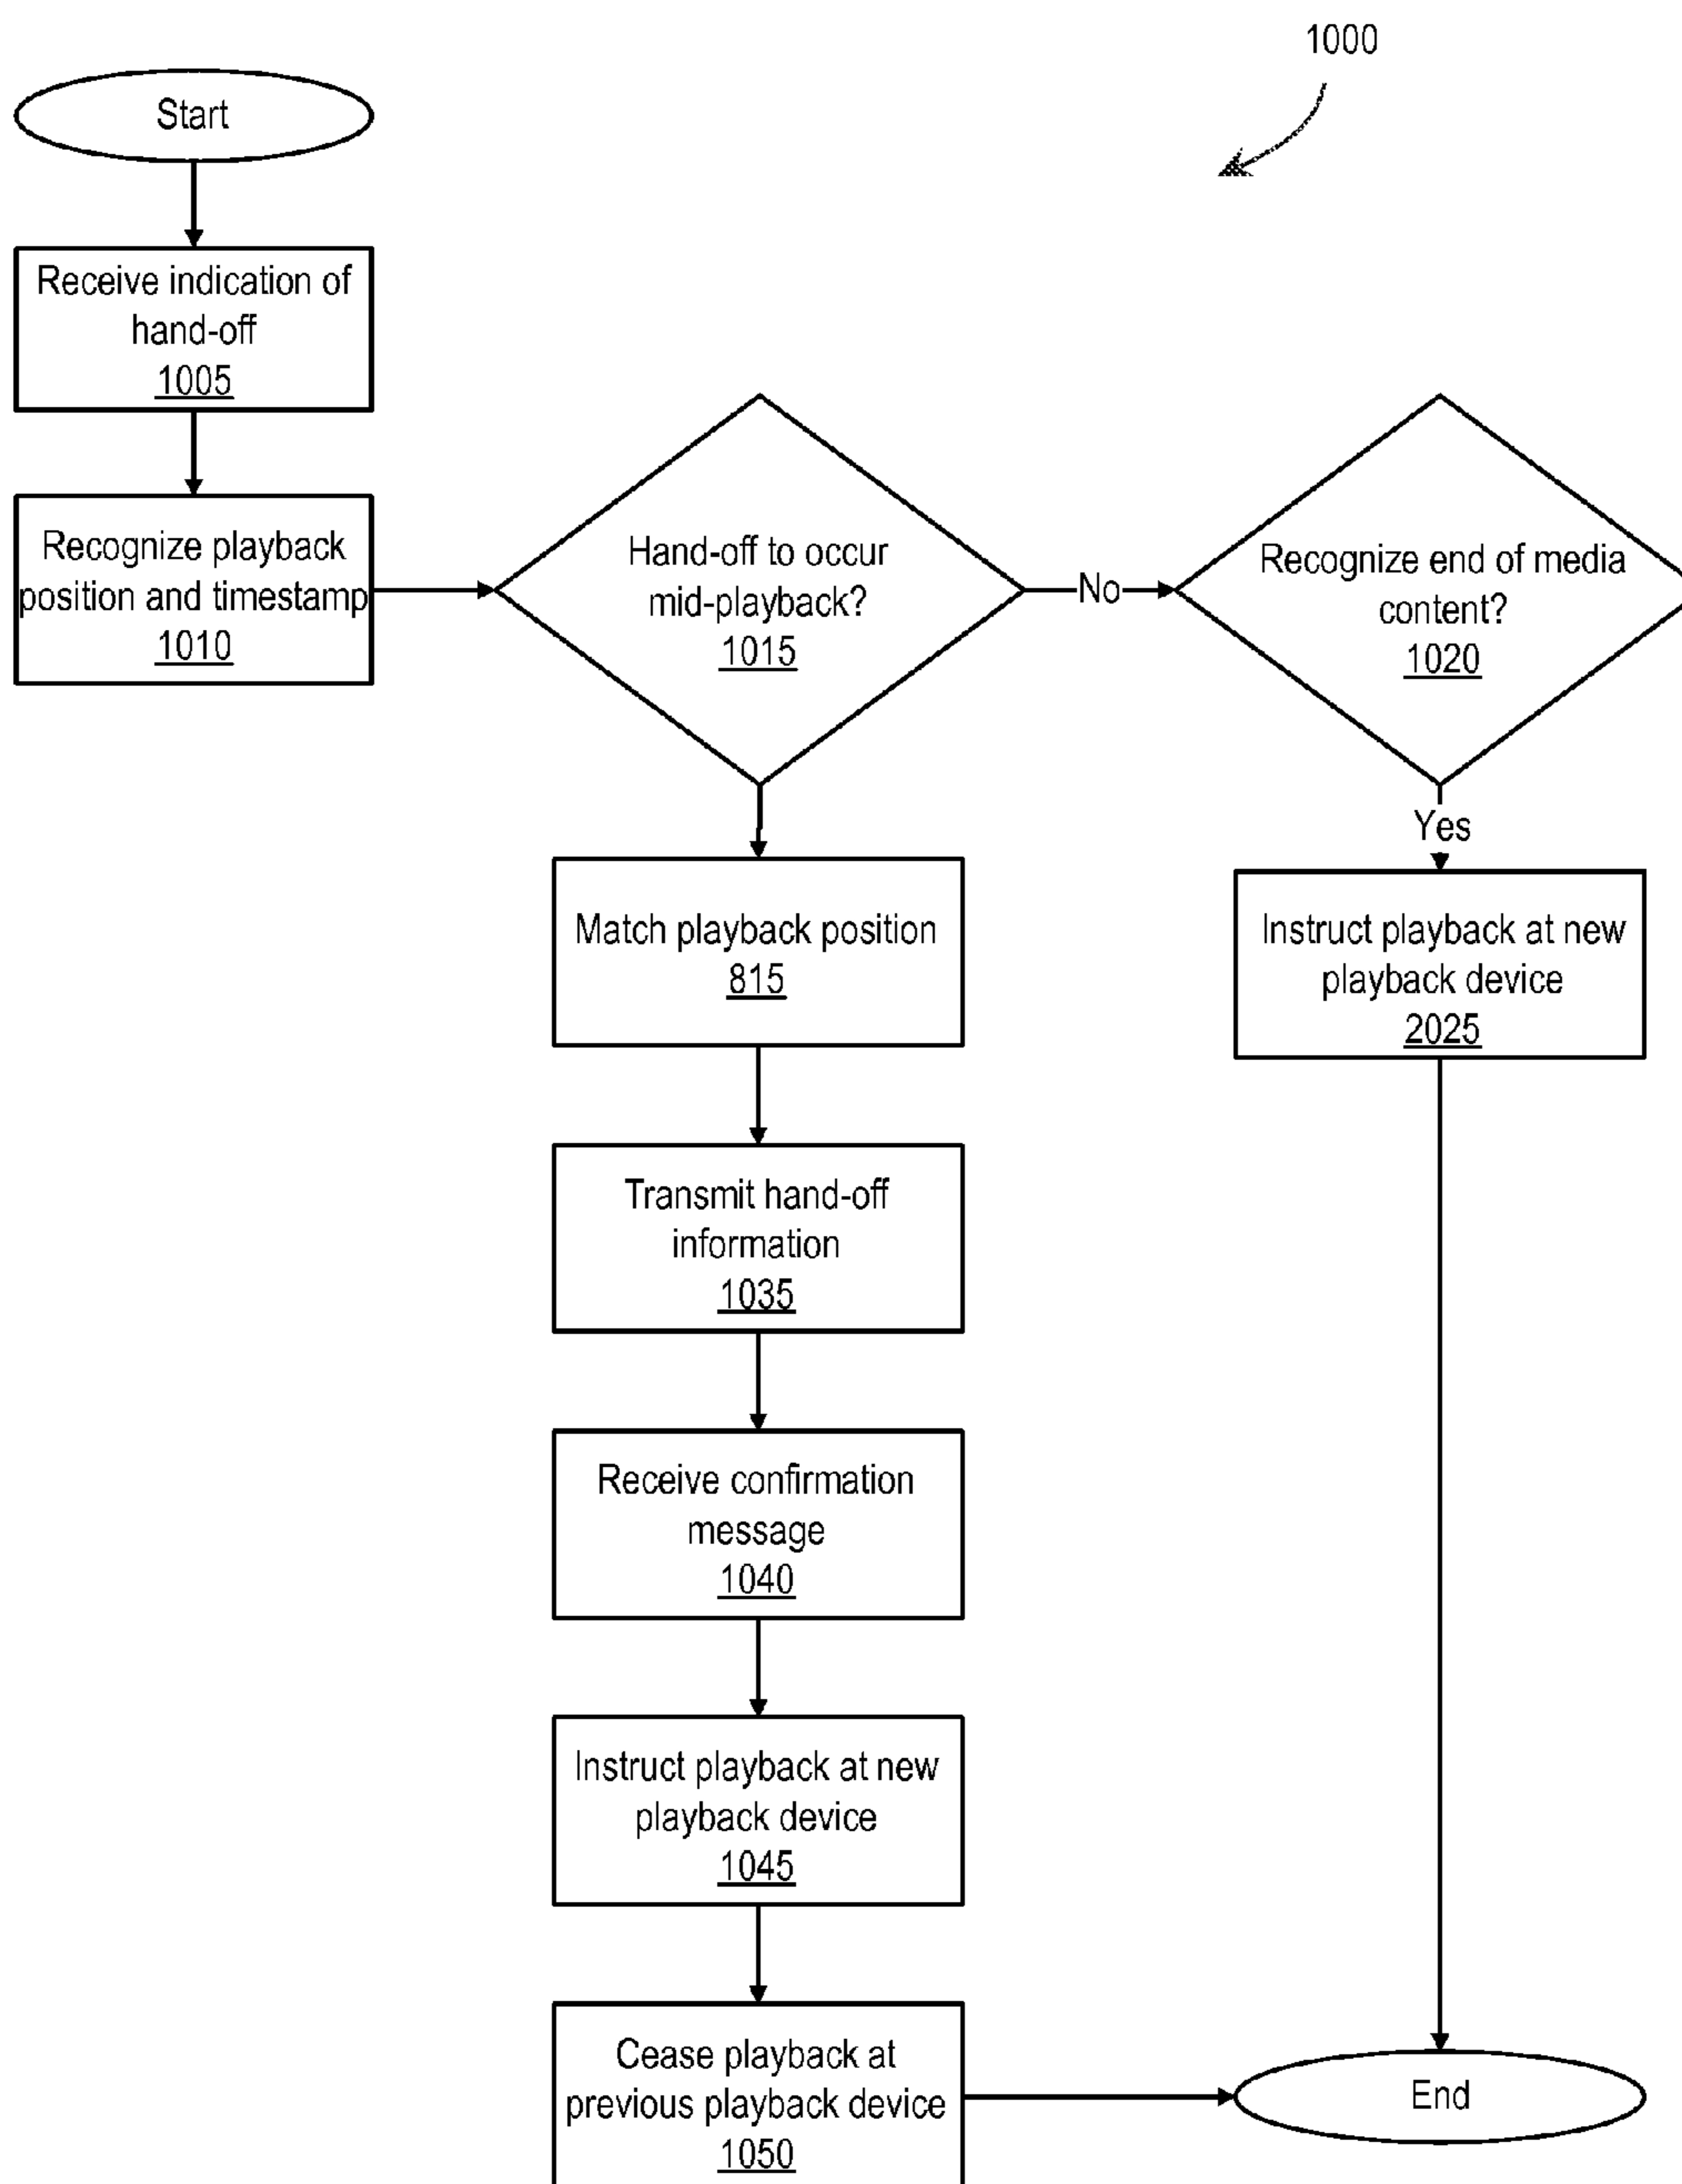 1000
Start
Receive indication of
hand-off
1005
Recognize playback
position and timestamp
1010
Hand-off to occur
mid-playback?
1015
No
Recognize end of media
content?
1020
Yes
Instruct playback at new
playback device
2025
Match playback position
815
Transmit hand-off
information
1035
Receive confirmation
message
1040
Instruct playback at new
playback device
1045
Cease playback at
previous playback device
1050
End